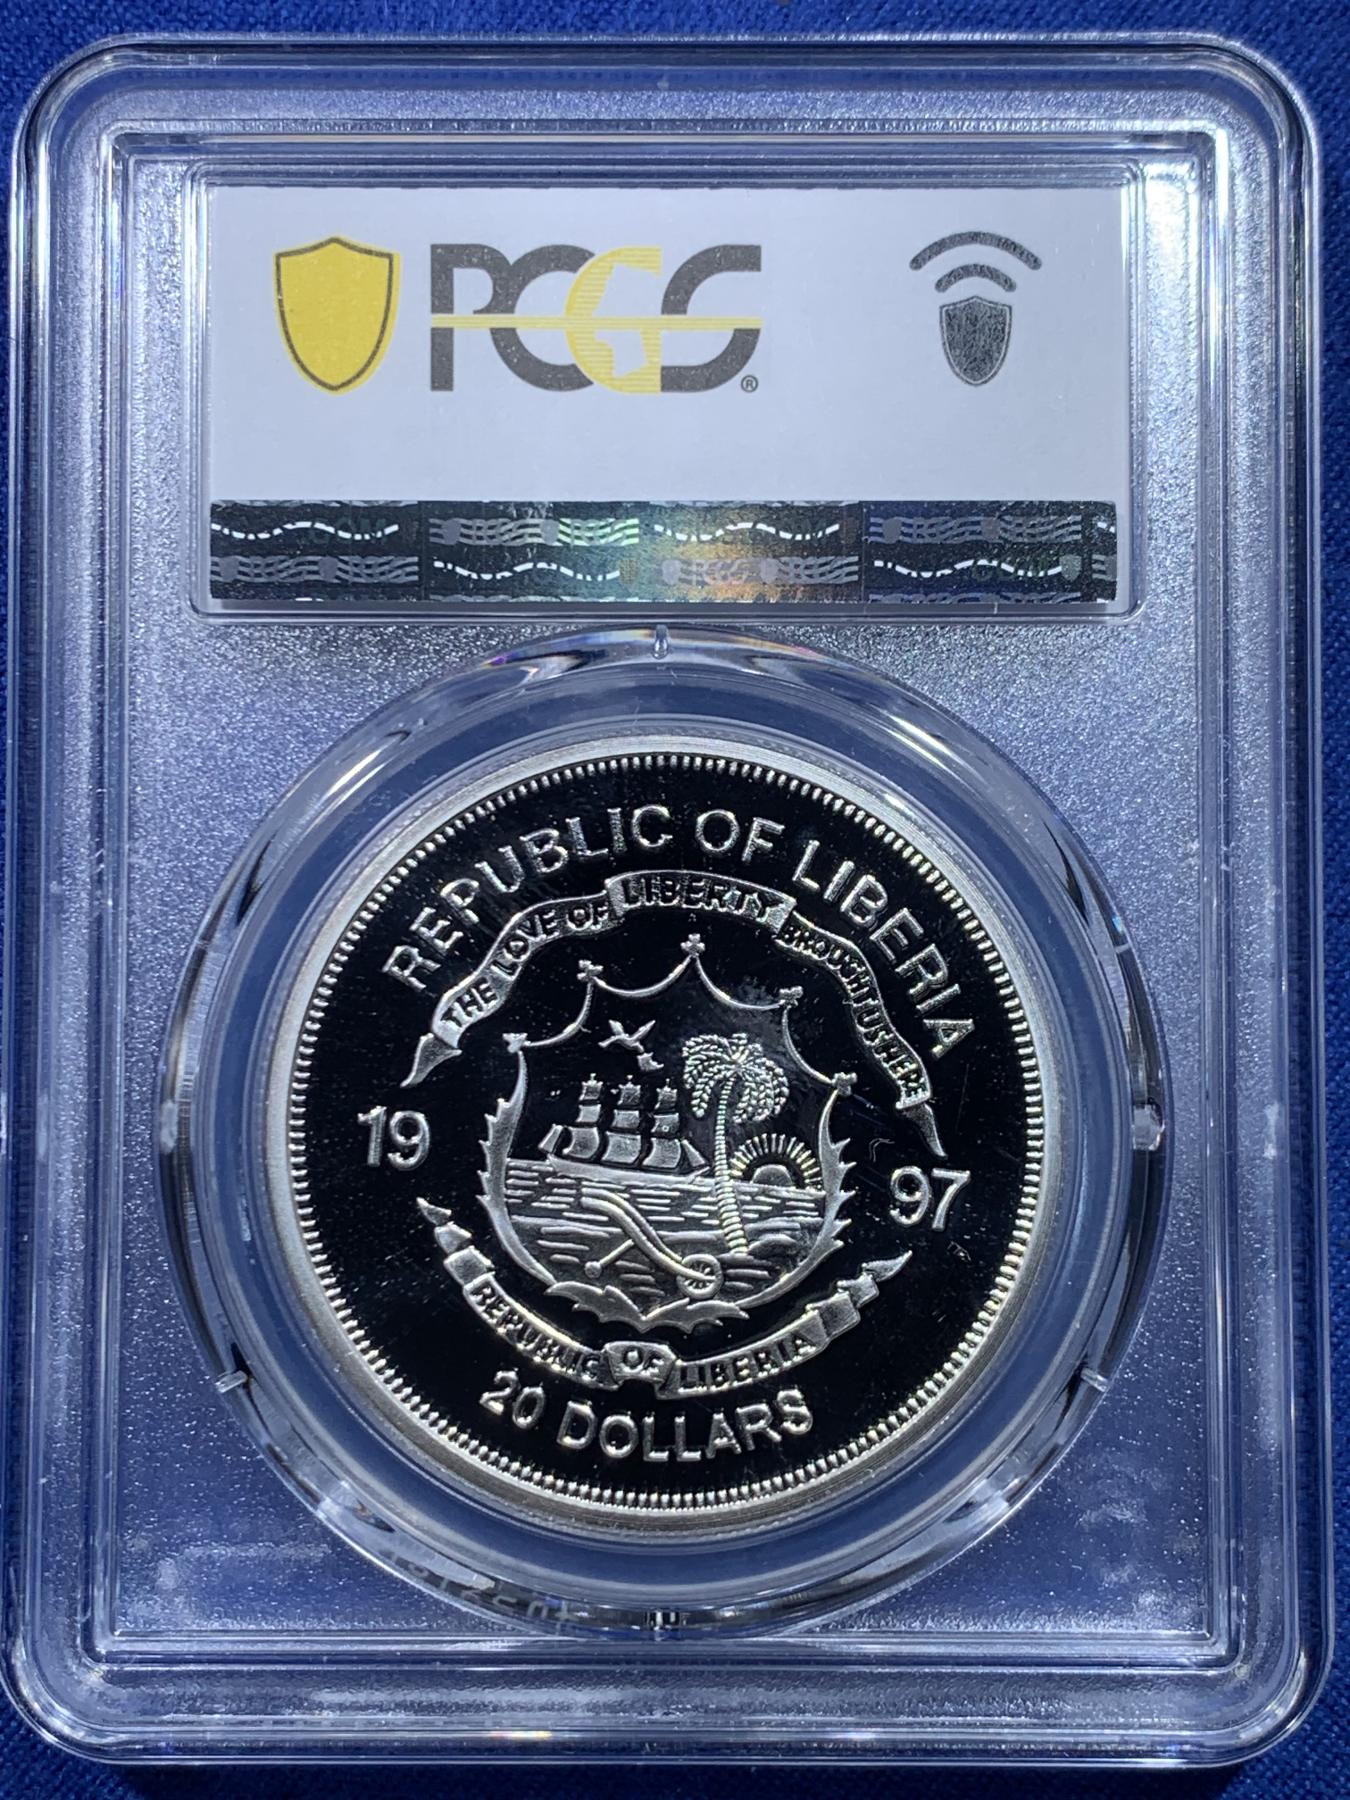 PCGS®
REPUBLIC OF LIBERIA
THE LOVE OF LIBERTY BROUGHT US HERE
19 97
REPUBLIC OF LIBERIA
20 DOLLARS